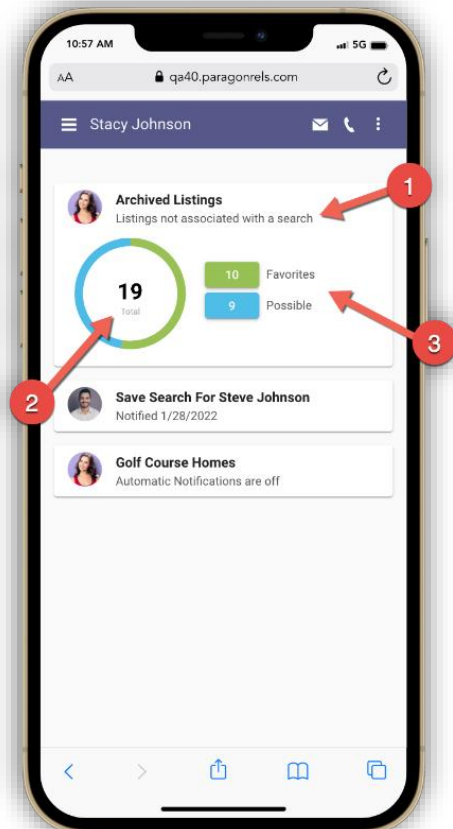 10:57 AM
5G
AA
qa40.paragonrels.com
Stacy Johnson
1
Archived Listings
Listings not associated with a search
10 Favorites
19
Total
9 Possible
3
2
Save Search For Steve Johnson
Notified 1/28/2022
Golf Course Homes
Automatic Notifications are off